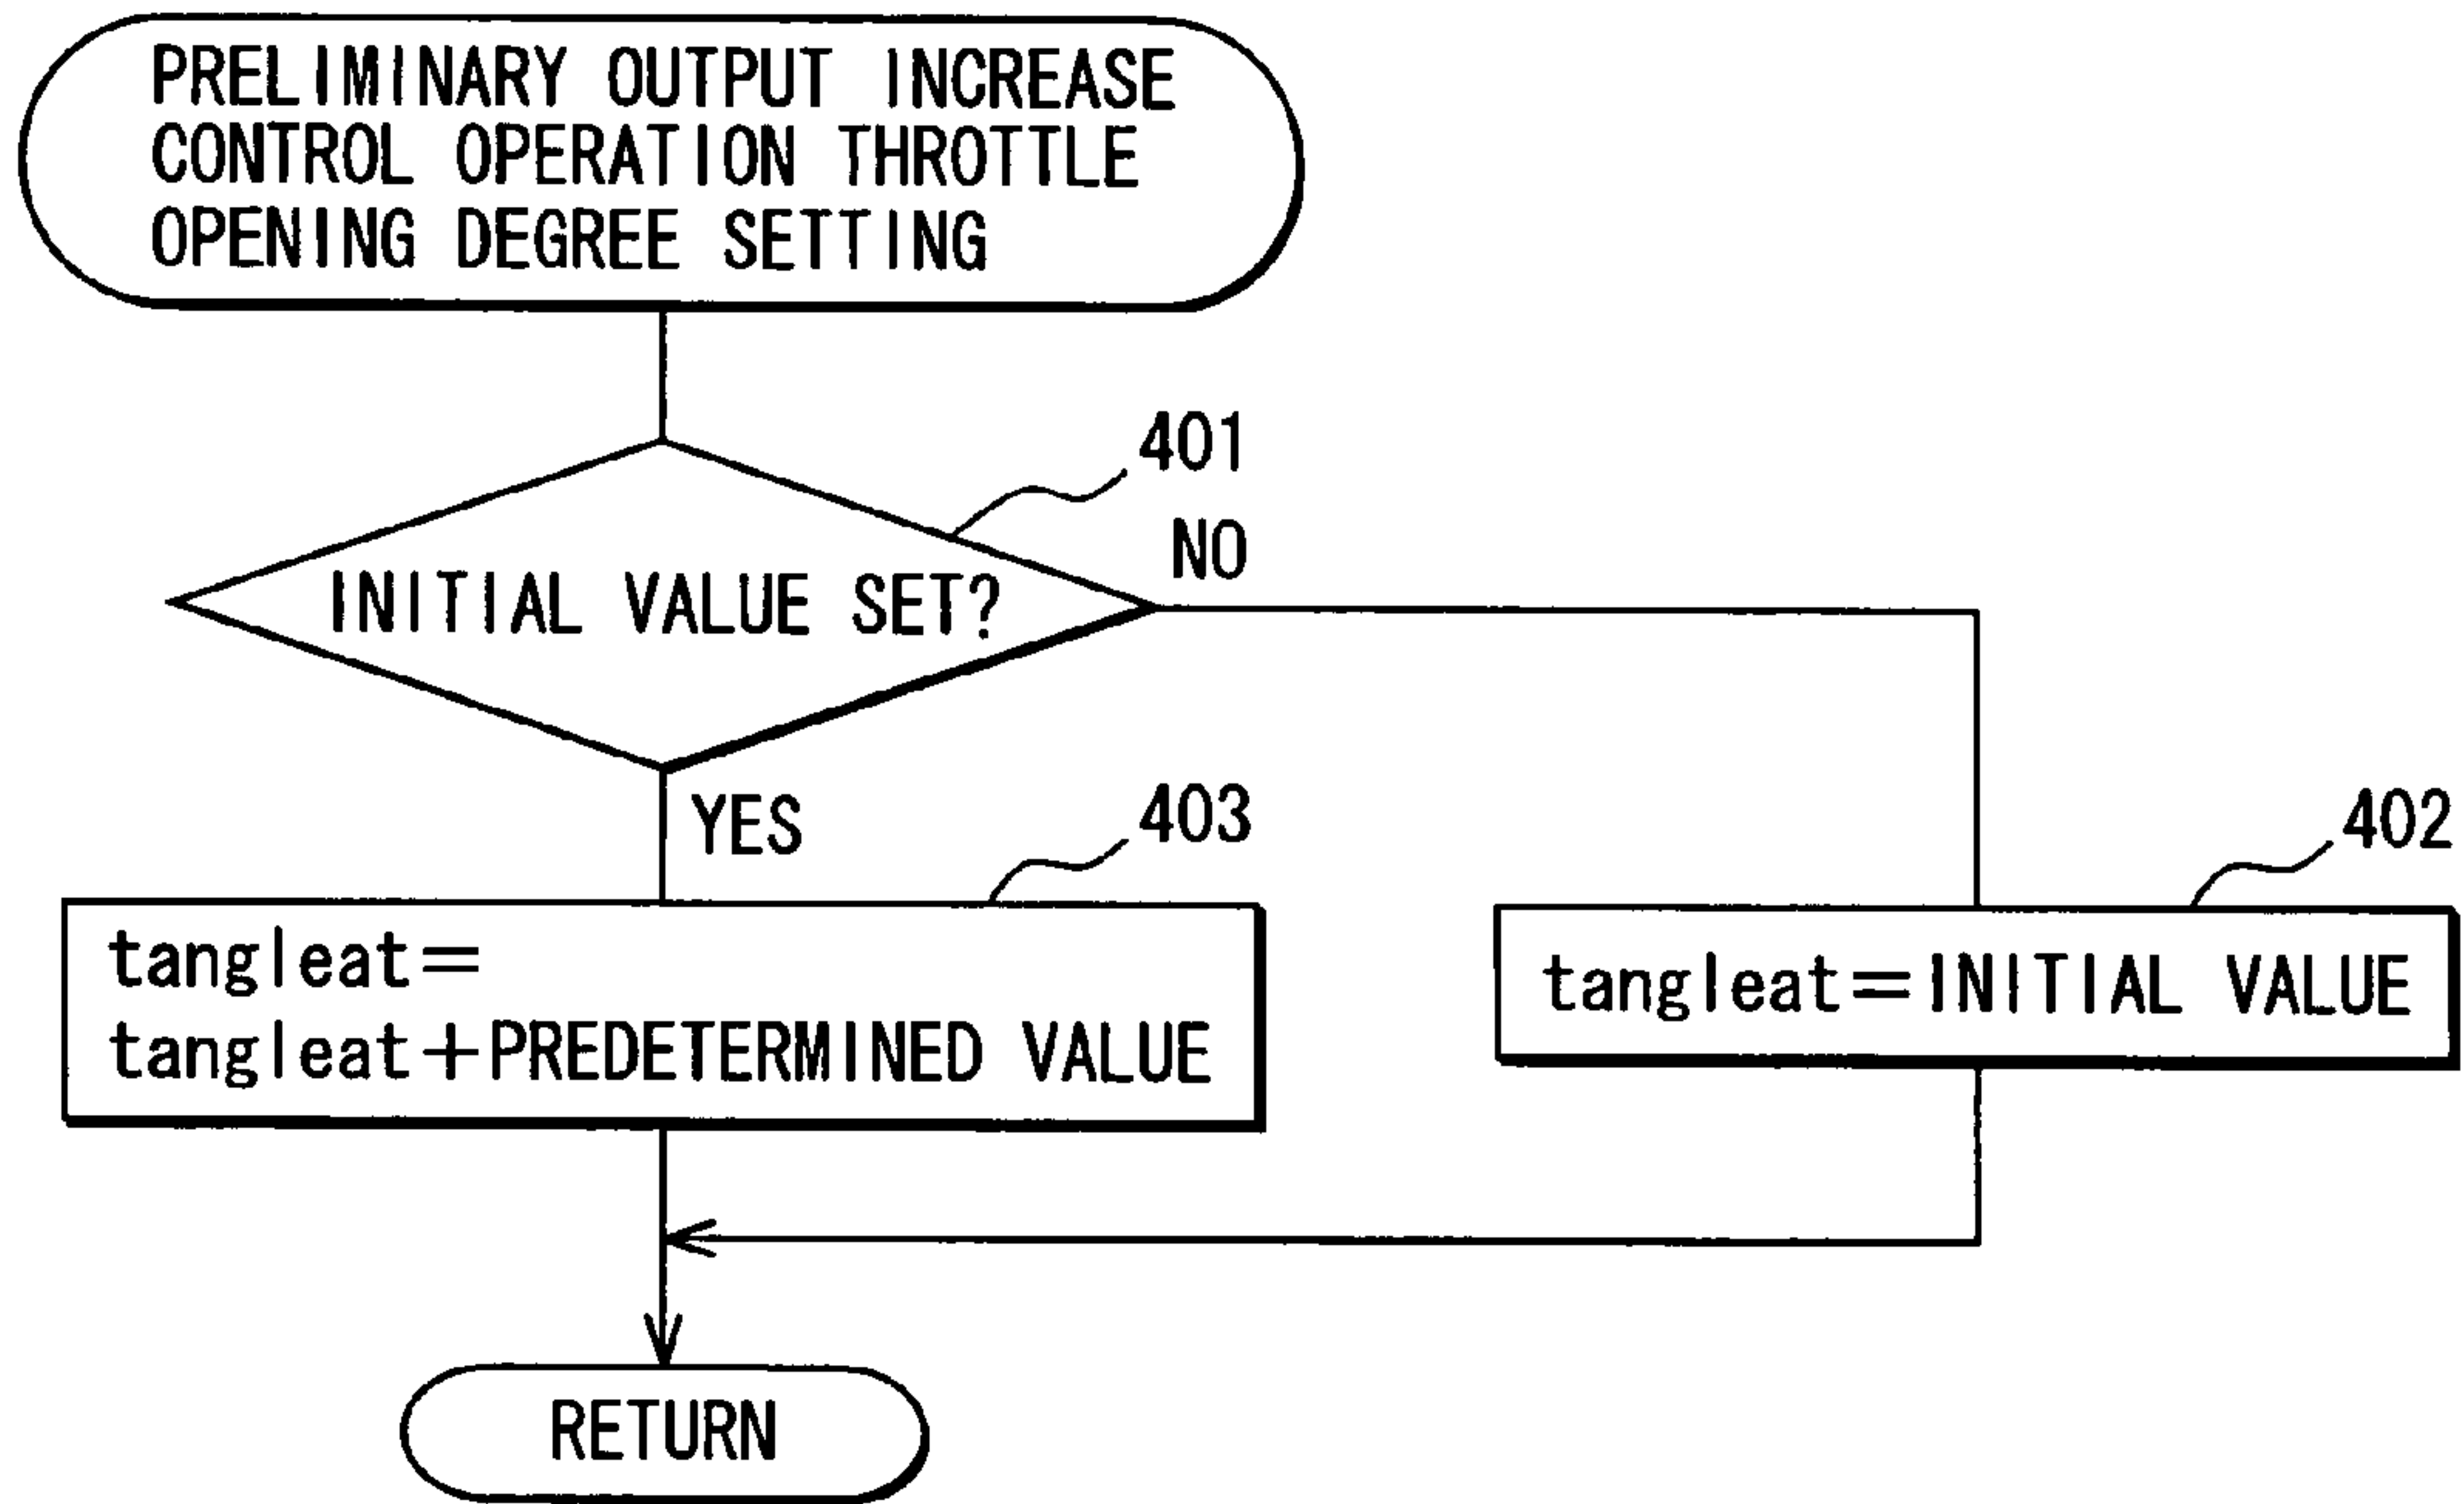 PRELIMINARY OUTPUT INCREASE
CONTROL OPERATION THROTTLE
OPENING DEGREE SETTING
401
NO
INITIAL VALUE SET?
YES
403
402
tangleat=
tangleat+PREDETERMINED VALUE
tangleat=INITIAL VALUE
RETURN